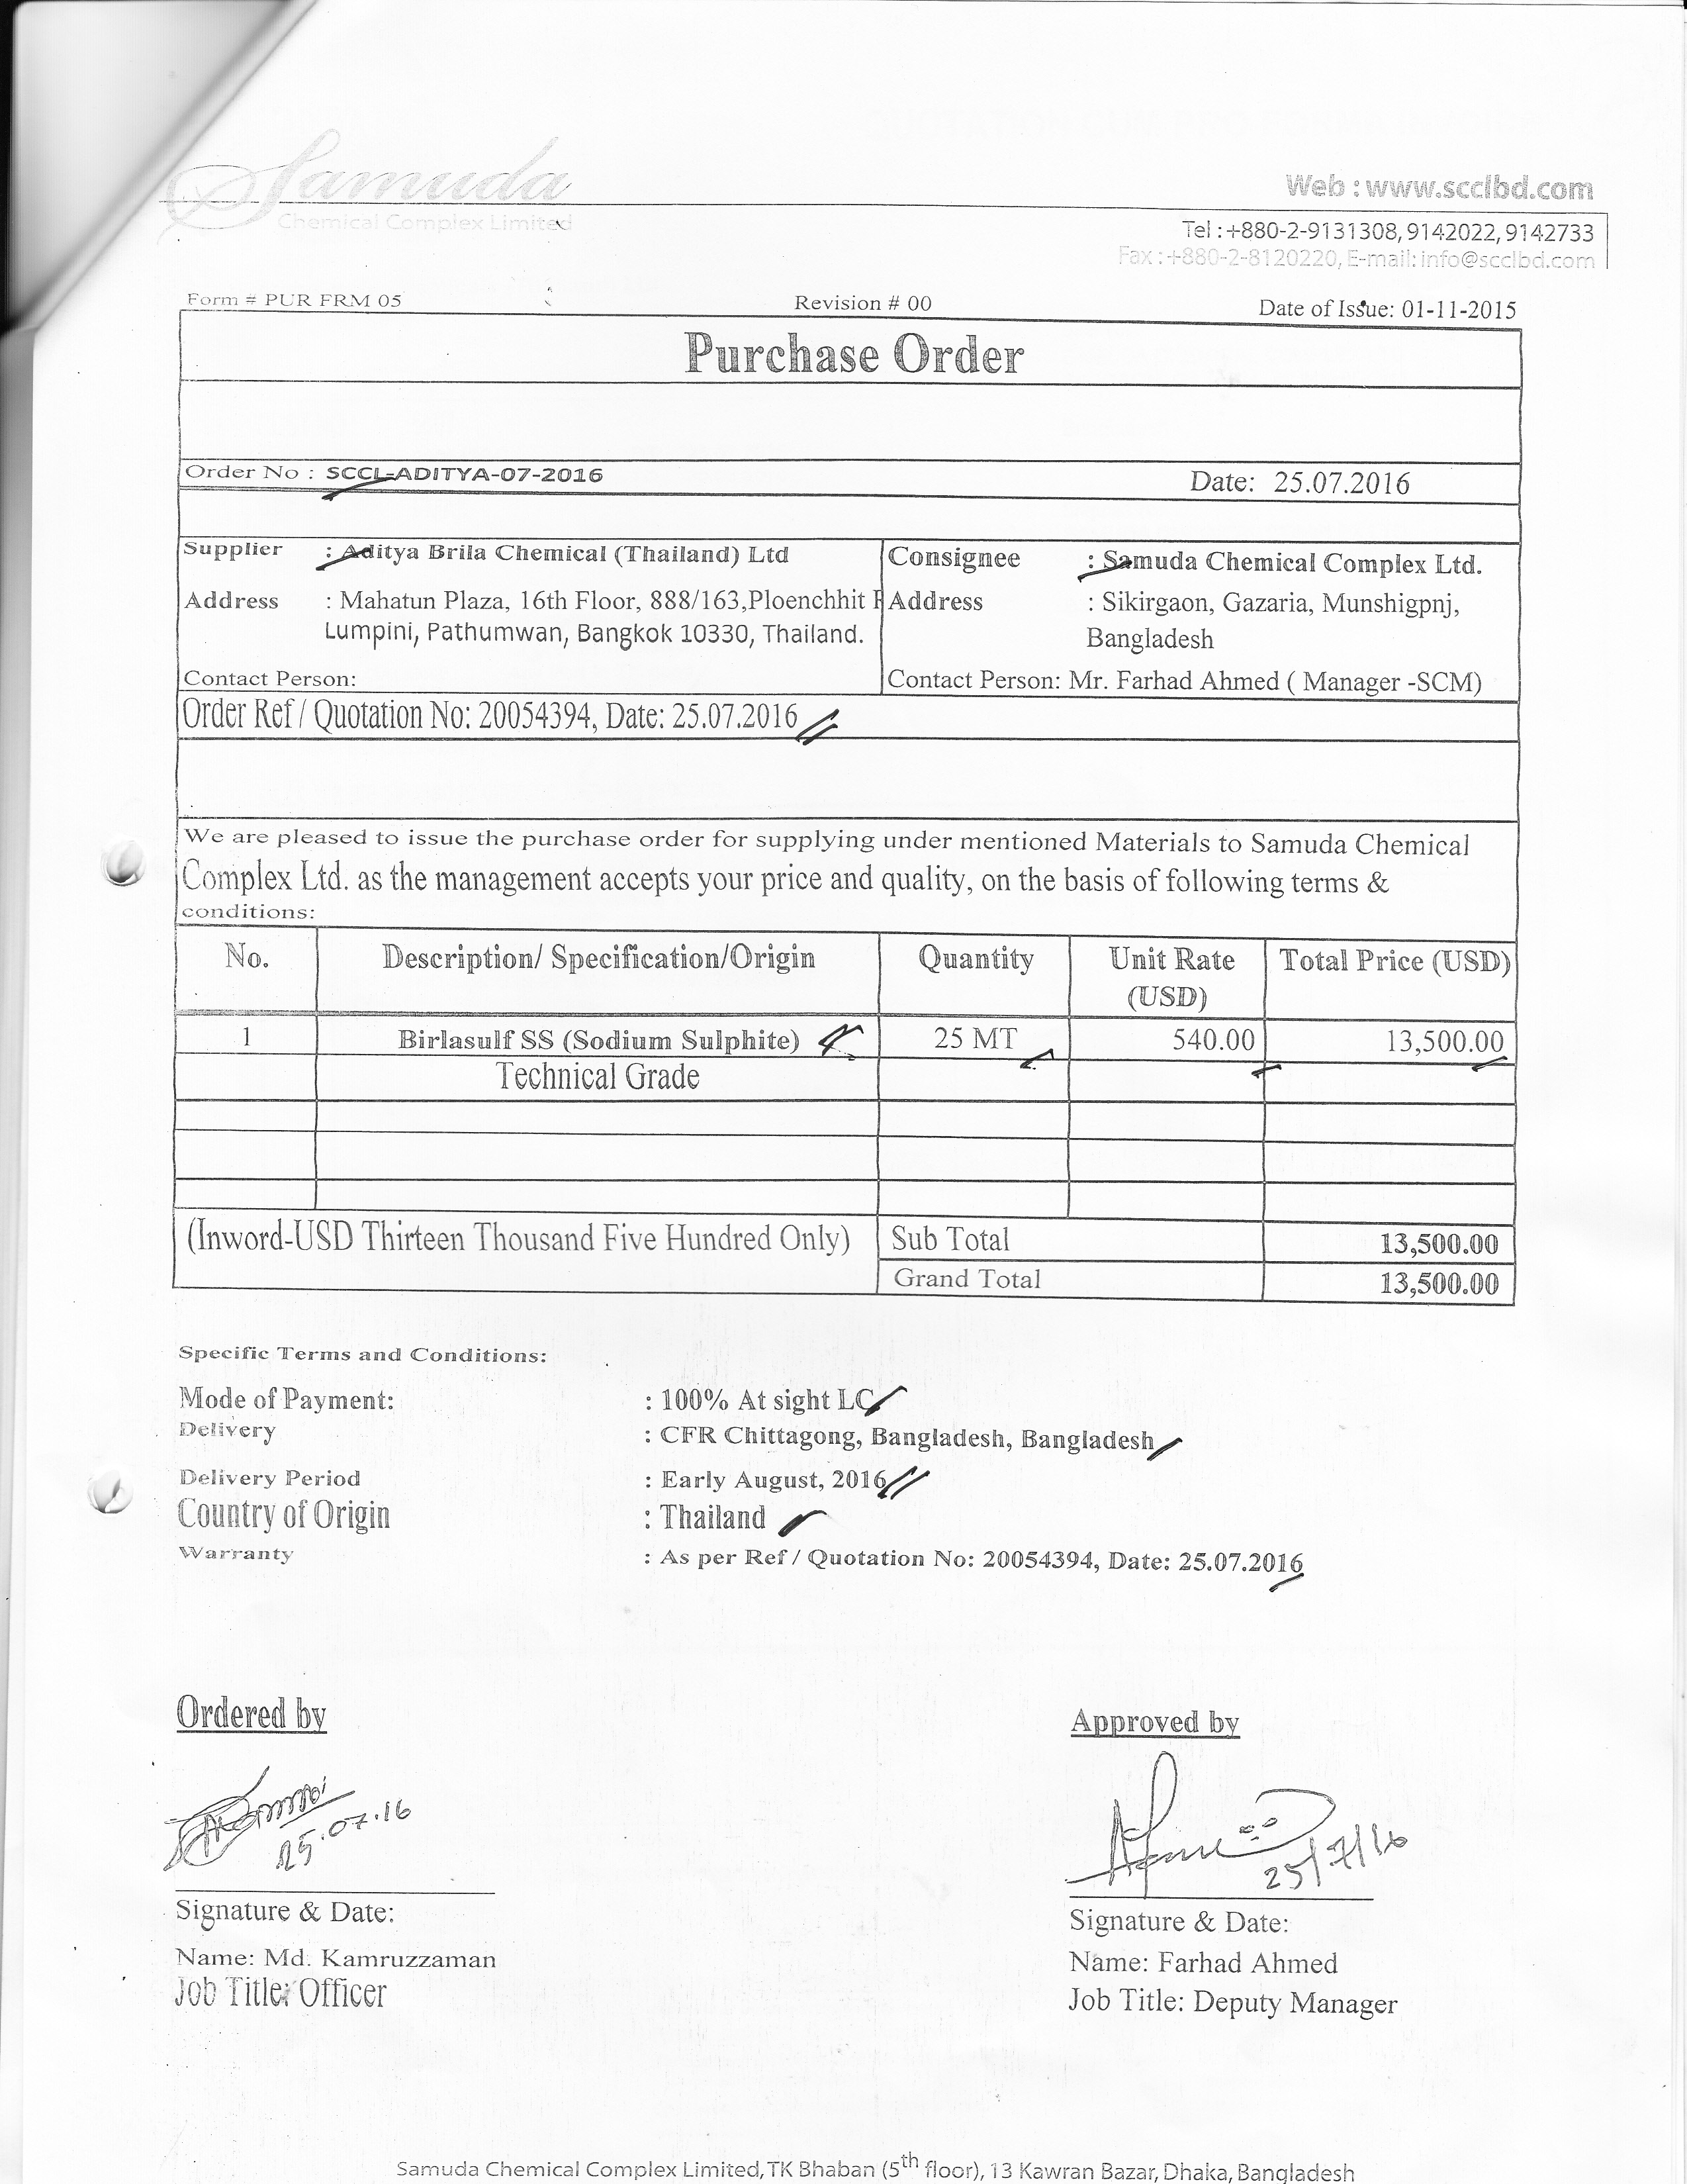 Samuda
Chemical Complex Limited
Web : www.scclbd.com
Tel : +880-2-9131308, 9142022, 9142733
Fax : +880-2-8120220, E-mail: info@scclbd.com
Form # PUR FRM 05 Revision # 00 Date of Issue: 01-11-2015
Purchase Order
Order No : SCCL-ADITYA-07-2016 Date: 25.07.2016
Supplier : Aditya Brila Chemical (Thailand) Ltd Consignee : Samuda Chemical Complex Ltd.
Address : Mahatun Plaza, 16th Floor, 888/163,Ploenchhit Address : Sikirgaon, Gazaria, Munshigpnj,
Lumpini, Pathumwan, Bangkok 10330, Thailand. Bangladesh
Contact Person: Contact Person: Mr. Farhad Ahmed ( Manager -SCM)
Order Ref / Quotation No: 20054394, Date: 25.07.2016
We are pleased to issue the purchase order for supplying under mentioned Materials to Samuda Chemical
Complex Ltd. as the management accepts your price and quality, on the basis of following terms &
conditions:
No. Description/ Specification/Origin Quantity Unit Rate Total Price (USD)
(USD)
1 Birlasulf SS (Sodium Sulphite) 25 MT 540.00 13,500.00
Technical Grade
(Inword-USD Thirteen Thousand Five Hundred Only) Sub Total 13,500.00
Grand Total 13,500.00
Specific Terms and Conditions:
Mode of Payment: : 100% At sight LC
Delivery : CFR Chittagong, Bangladesh, Bangladesh
Delivery Period : Early August, 2016
Country of Origin : Thailand
Warranty : As per Ref / Quotation No: 20054394, Date: 25.07.2016
Ordered by Approved by
25.07.16 25/7/16
Signature & Date: Signature & Date:
Name: Md. Kamruzzaman Name: Farhad Ahmed
Job Title: Officer Job Title: Deputy Manager
Samuda Chemical Complex Limited, TK Bhaban (5th floor), 13 Kawran Bazar, Dhaka, Bangladesh